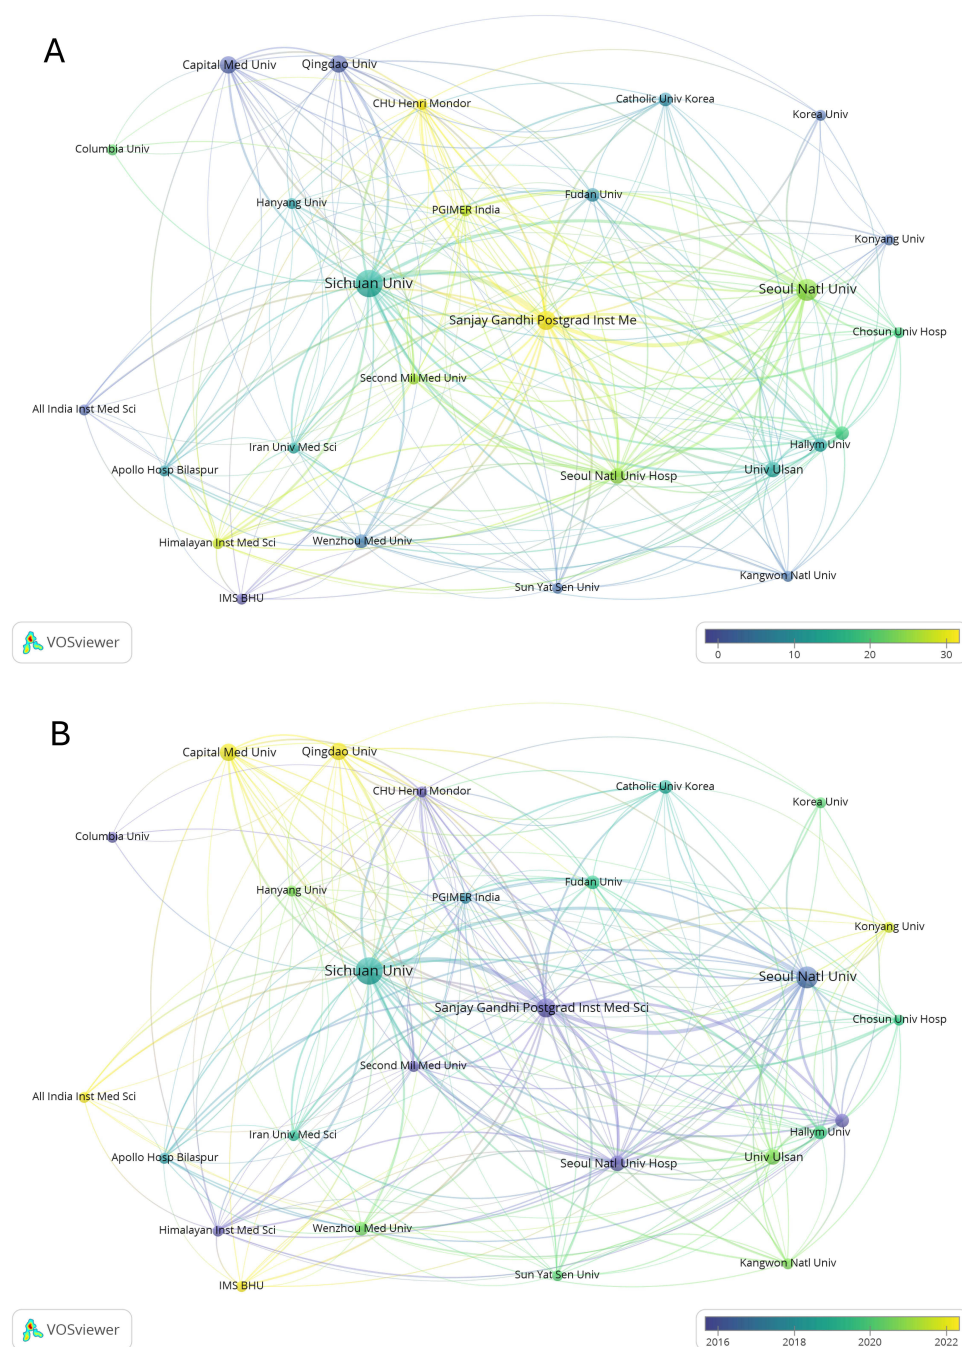 A
Capital Med Univ
Qingdao Univ
CHU Henri Mondor
Catholic Univ Korea
Korea Univ
Columbia Univ
Hanyang Univ
PGIMER India
Fudan Univ
Konyang Univ
Sichuan Univ
Seoul Natl Univ
Sanjay Gandhi Postgrad Inst Me
Chosun Univ Hosp
Second Mil Med Univ
All India Inst Med Sci
Iran Univ Med Sci
Hallym Univ
Apollo Hosp Bilaspur
Seoul Natl Univ Hosp
Univ Ulsan
Himalayan Inst Med Sci
Wenzhou Med Univ
Sun Yat Sen Univ
Kangwon Natl Univ
IMS BHU
VOSviewer
0 10 20 30
B
Capital Med Univ
Qingdao Univ
CHU Henri Mondor
Catholic Univ Korea
Korea Univ
Columbia Univ
Hanyang Univ
PGIMER India
Fudan Univ
Konyang Univ
Sichuan Univ
Seoul Natl Univ
Sanjay Gandhi Postgrad Inst Med Sci
Chosun Univ Hosp
Second Mil Med Univ
All India Inst Med Sci
Iran Univ Med Sci
Hallym Univ
Apollo Hosp Bilaspur
Seoul Natl Univ Hosp
Univ Ulsan
Himalayan Inst Med Sci
Wenzhou Med Univ
Sun Yat Sen Univ
Kangwon Natl Univ
IMS BHU
VOSviewer
2016 2018 2020 2022